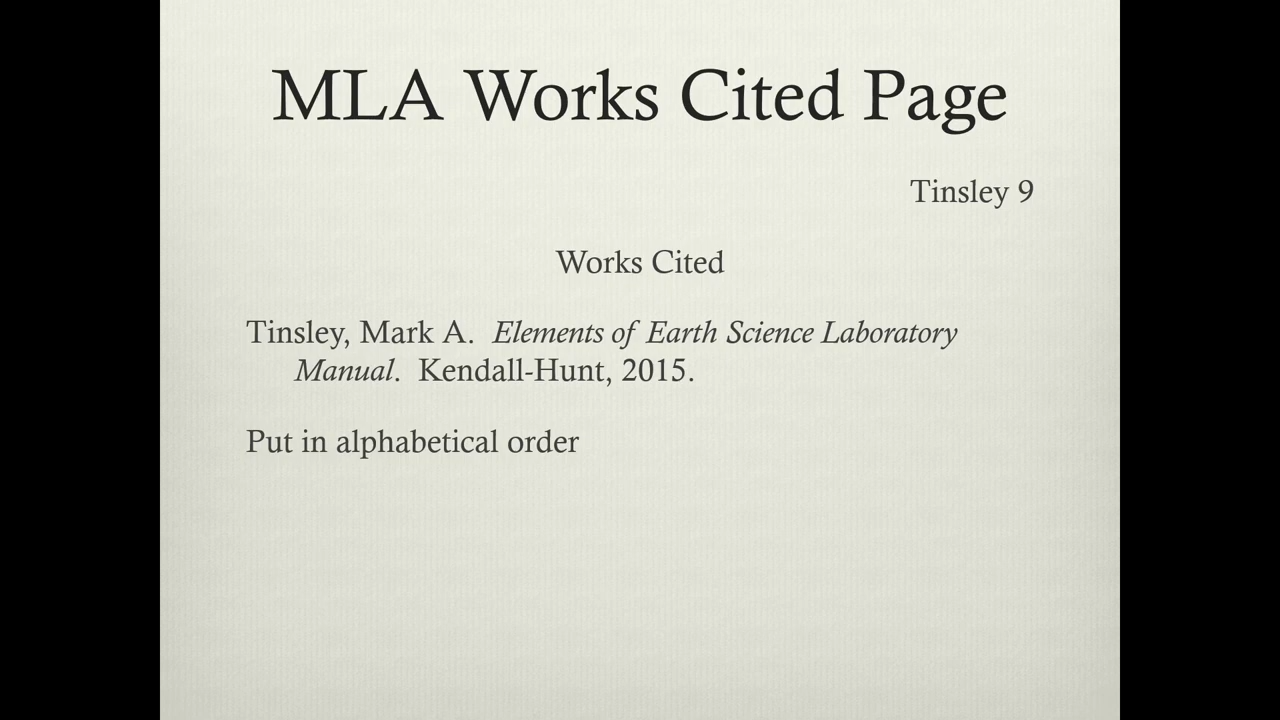 MLA Works Cited Page
Tinsley 9
Works Cited
Tinsley, Mark A.  Elements of Earth Science Laboratory
Manual.  Kendall-Hunt, 2015.
Put in alphabetical order